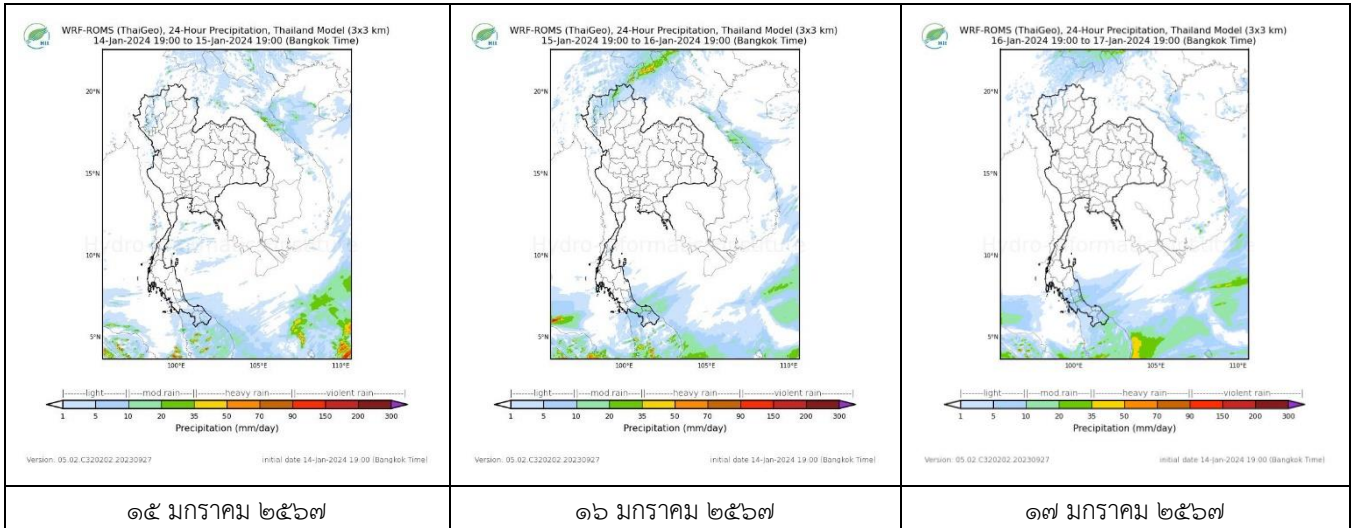 WRF-ROMS (ThaiGeo), 24-Hour Precipitation, Thailand Model (3x3 km)
14-Jan-2024 19:00 to 15-Jan-2024 19:00 (Bangkok Time)
HII
20°N
15°N
10°N
5°N
100°E
105°E
110°E
light
mod rain
heavy rain
violent rain
1 5 10 20 35 50 70 90 150 200 300
Precipitation (mm/day)
Version: 05.02.C320202.20230927
initial date 14-Jan-2024 19:00 (Bangkok Time)
๑๕ มกราคม ๒๕๖๗
WRF-ROMS (ThaiGeo), 24-Hour Precipitation, Thailand Model (3x3 km)
15-Jan-2024 19:00 to 16-Jan-2024 19:00 (Bangkok Time)
HII
20°N
15°N
10°N
5°N
100°E
105°E
110°E
light
mod rain
heavy rain
violent rain
1 5 10 20 35 50 70 90 150 200 300
Precipitation (mm/day)
Version: 05.02.C320202.20230927
initial date 14-Jan-2024 19:00 (Bangkok Time)
๑๖ มกราคม ๒๕๖๗
WRF-ROMS (ThaiGeo), 24-Hour Precipitation, Thailand Model (3x3 km)
16-Jan-2024 19:00 to 17-Jan-2024 19:00 (Bangkok Time)
HII
20°N
15°N
10°N
5°N
100°E
105°E
110°E
light
mod rain
heavy rain
violent rain
1 5 10 20 35 50 70 90 150 200 300
Precipitation (mm/day)
Version: 05.02.C320202.20230927
initial date 14-Jan-2024 19:00 (Bangkok Time)
๑๗ มกราคม ๒๕๖๗